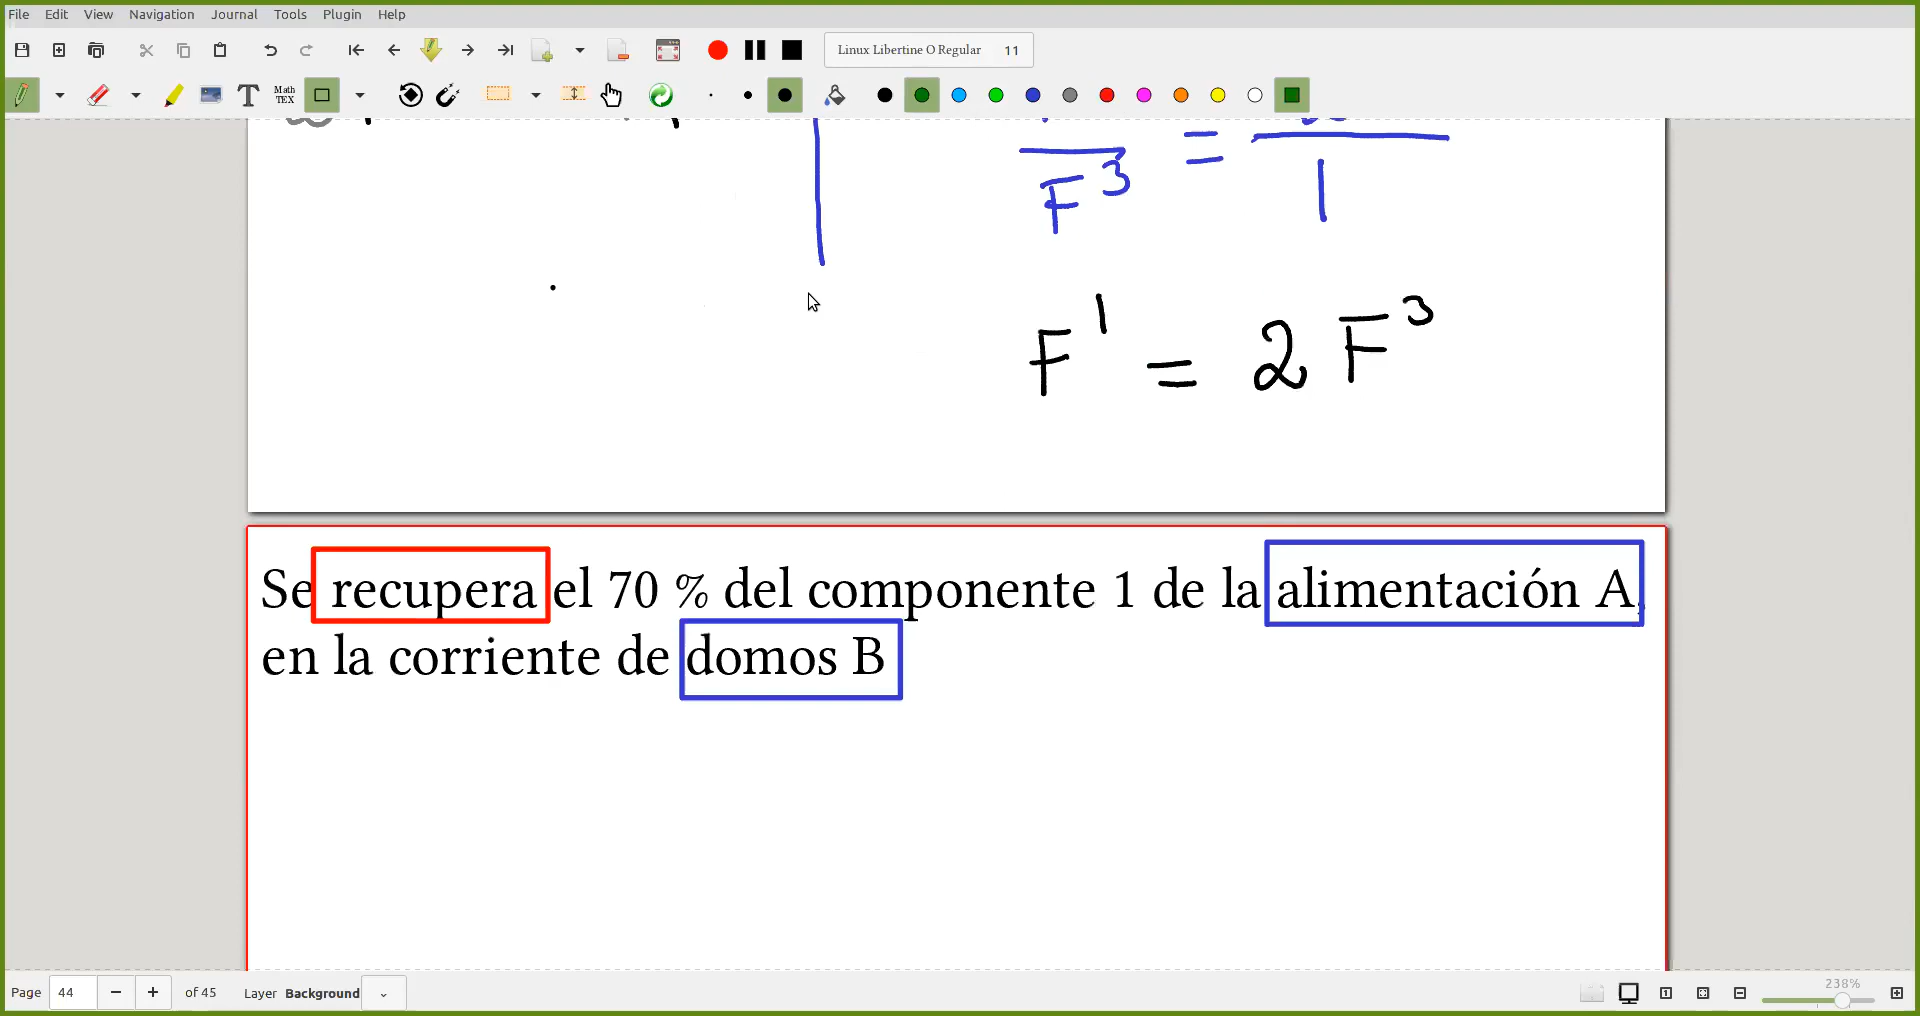 File Edit View Navigation Journal Tools Plugin Help
Linux Libertine O Regular 11
Math
TEX
F³ = 1
F¹ = 2 F³
Se recupera el 70 % del componente 1 de la alimentación A,
en la corriente de domos B
Page 44 of 45 Layer Background
238%